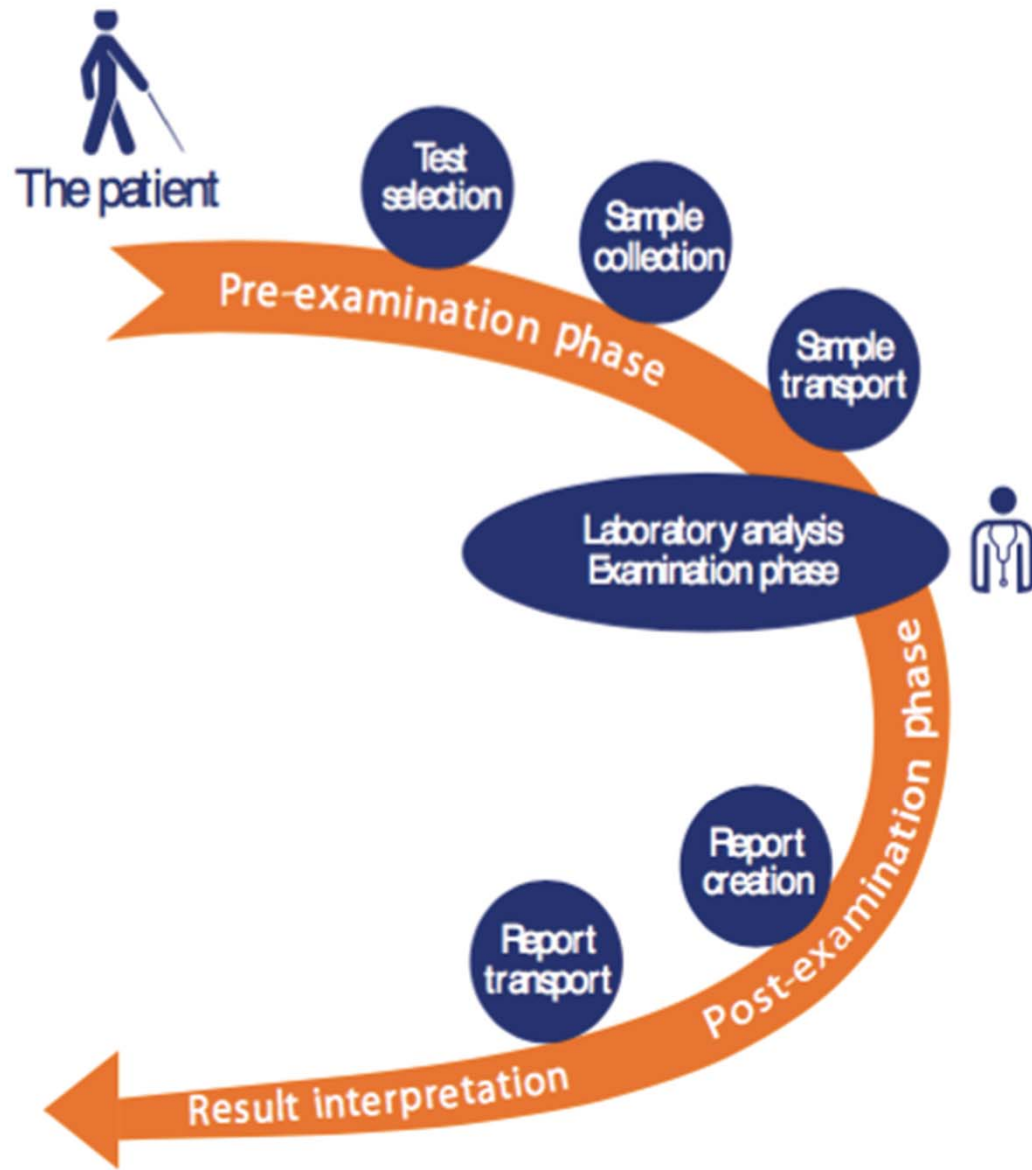 The patient
Test
selection
Sample
collection
Sample
transport
Pre-examination phase
Laboratory analysis
Examination phase
Post-examination phase
Report
creation
Report
transport
Result interpretation